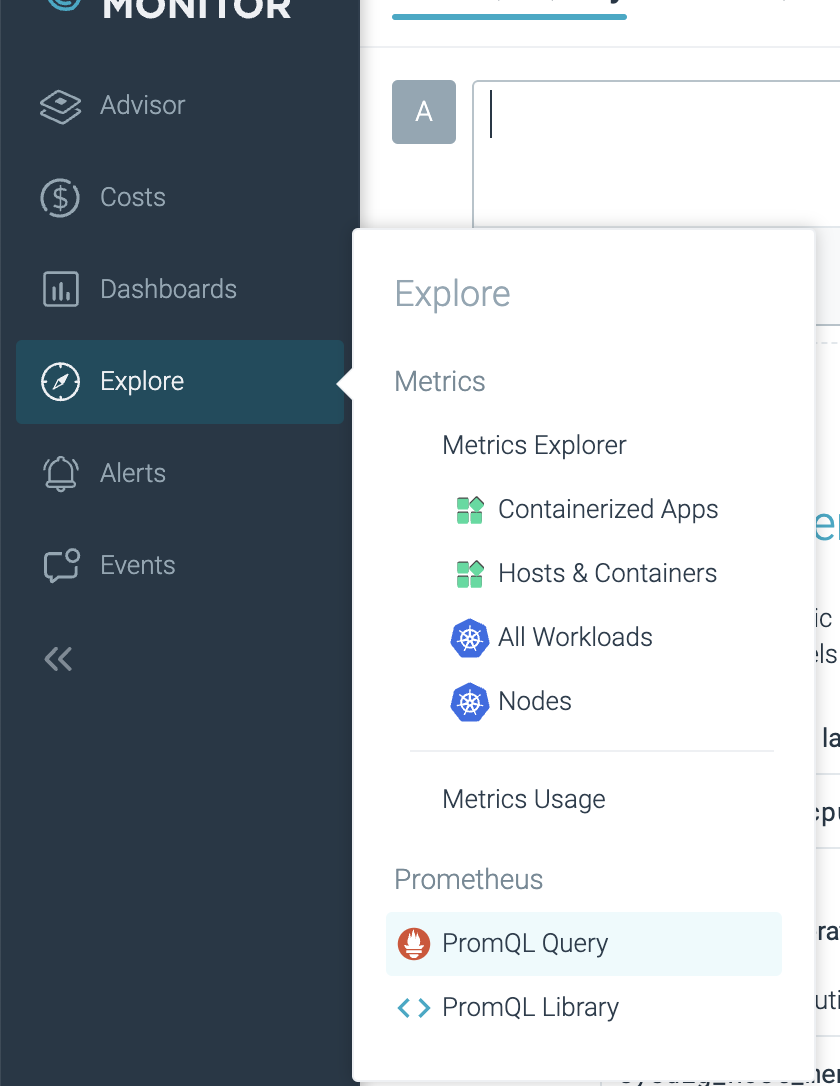 MONITOR
A
Advisor
Costs
Dashboards
Explore
Alerts
Events
Explore
Metrics
Metrics Explorer
Containerized Apps
Hosts & Containers
All Workloads
Nodes
Metrics Usage
Prometheus
PromQL Query
PromQL Library